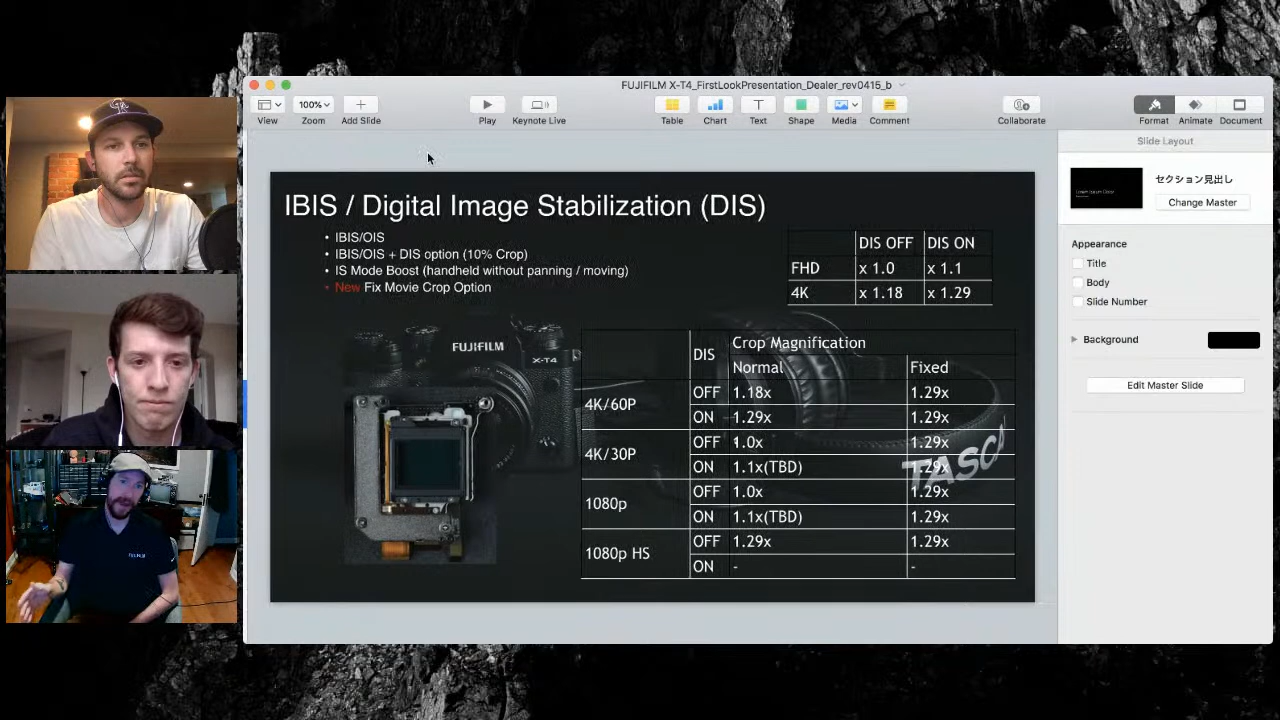 FUJIFILM X-T4_FirstLookPresentation_Dealer_rev0415_b
100%
View Zoom Add Slide Play Keynote Live Table Chart Text Shape Media Comment Collaborate Format Animate Document
Slide Layout
セクション見出し
Change Master
Appearance
Title
Body
Slide Number
Background
Edit Master Slide
IBIS / Digital Image Stabilization (DIS)
• IBIS/OIS
• IBIS/OIS + DIS option (10% Crop)
• IS Mode Boost (handheld without panning / moving)
• New Fix Movie Crop Option
DIS OFF DIS ON
FHD x 1.0 x 1.1
4K x 1.18 x 1.29
FUJIFILM
X-T4
DIS Crop Magnification
Normal Fixed
4K/60P OFF 1.18x 1.29x
ON 1.29x 1.29x
4K/30P OFF 1.0x 1.29x
ON 1.1x(TBD) 1.29x
1080p OFF 1.0x 1.29x
ON 1.1x(TBD) 1.29x
1080p HS OFF 1.29x 1.29x
ON - -
FUJIFILM